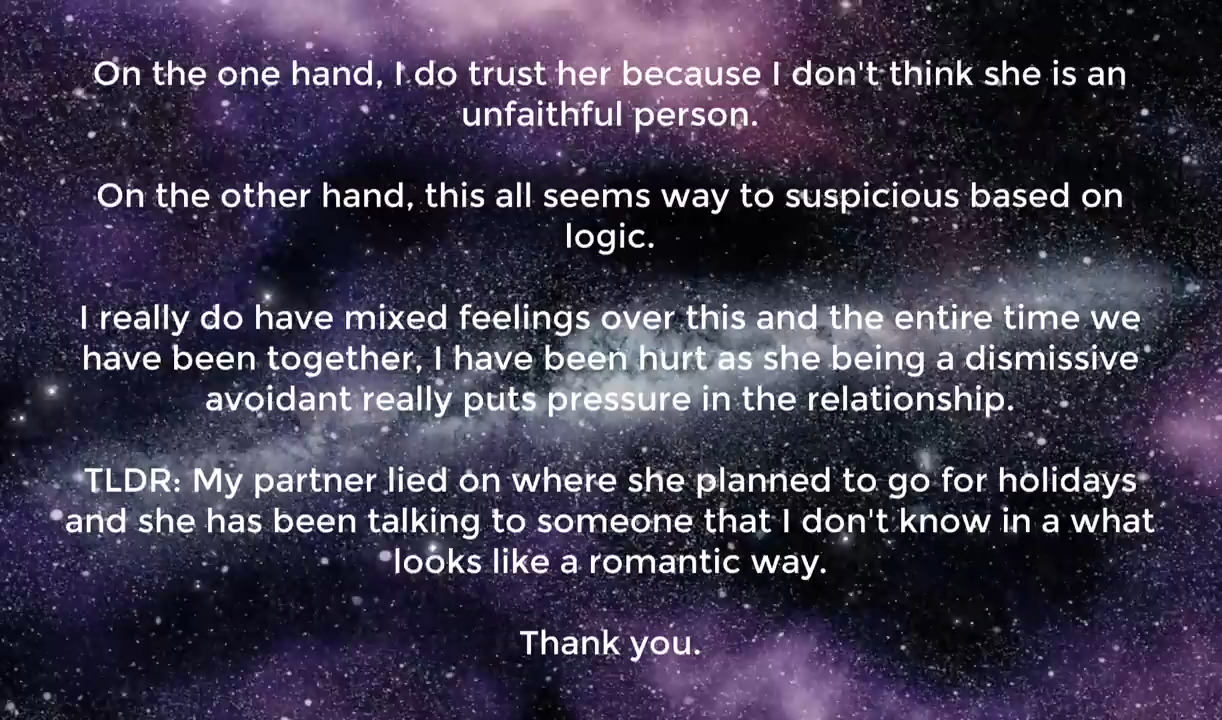 On the one hand, I do trust her because I don't think she is an
unfaithful person.
On the other hand, this all seems way to suspicious based on
logic.
I really do have mixed feelings over this and the entire time we
have been together, I have been hurt as she being a dismissive
avoidant really puts pressure in the relationship.
TLDR: My partner lied on where she planned to go for holidays
and she has been talking to someone that I don't know in a what
looks like a romantic way.
Thank you.